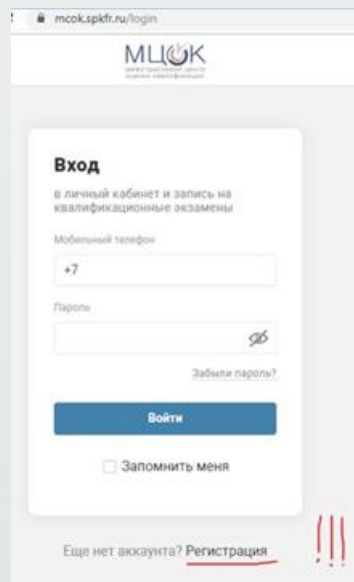 mcok.spkfr.ru/login
МЦОК
Вход
в личный кабинет и запись на
квалификационные экзамены
Мобильный телефон
+7
Пароль
Забыли пароль?
Войти
Запомнить меня
Еще нет аккаунта? Регистрация !!!